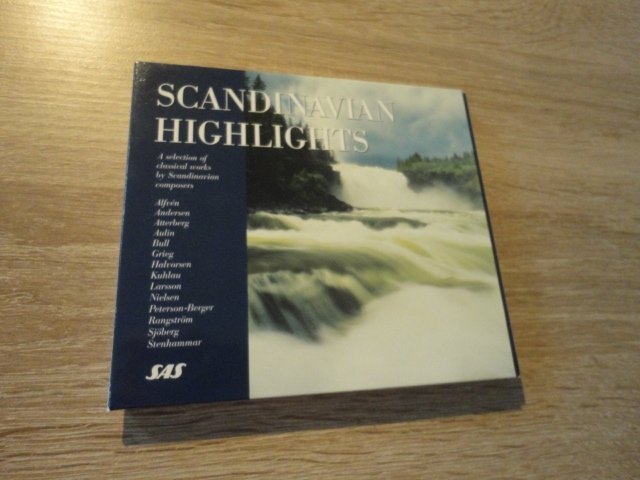 SCANDINAVIAN
HIGHLIGHTS
A selection of
classical works
by Scandinavian
composers
Alfvén
Andersen
Atterberg
Aulin
Bull
Grieg
Halvorsen
Kuhlau
Larsson
Nielsen
Peterson-Berger
Rangström
Sjöberg
Stenhammar
SAS